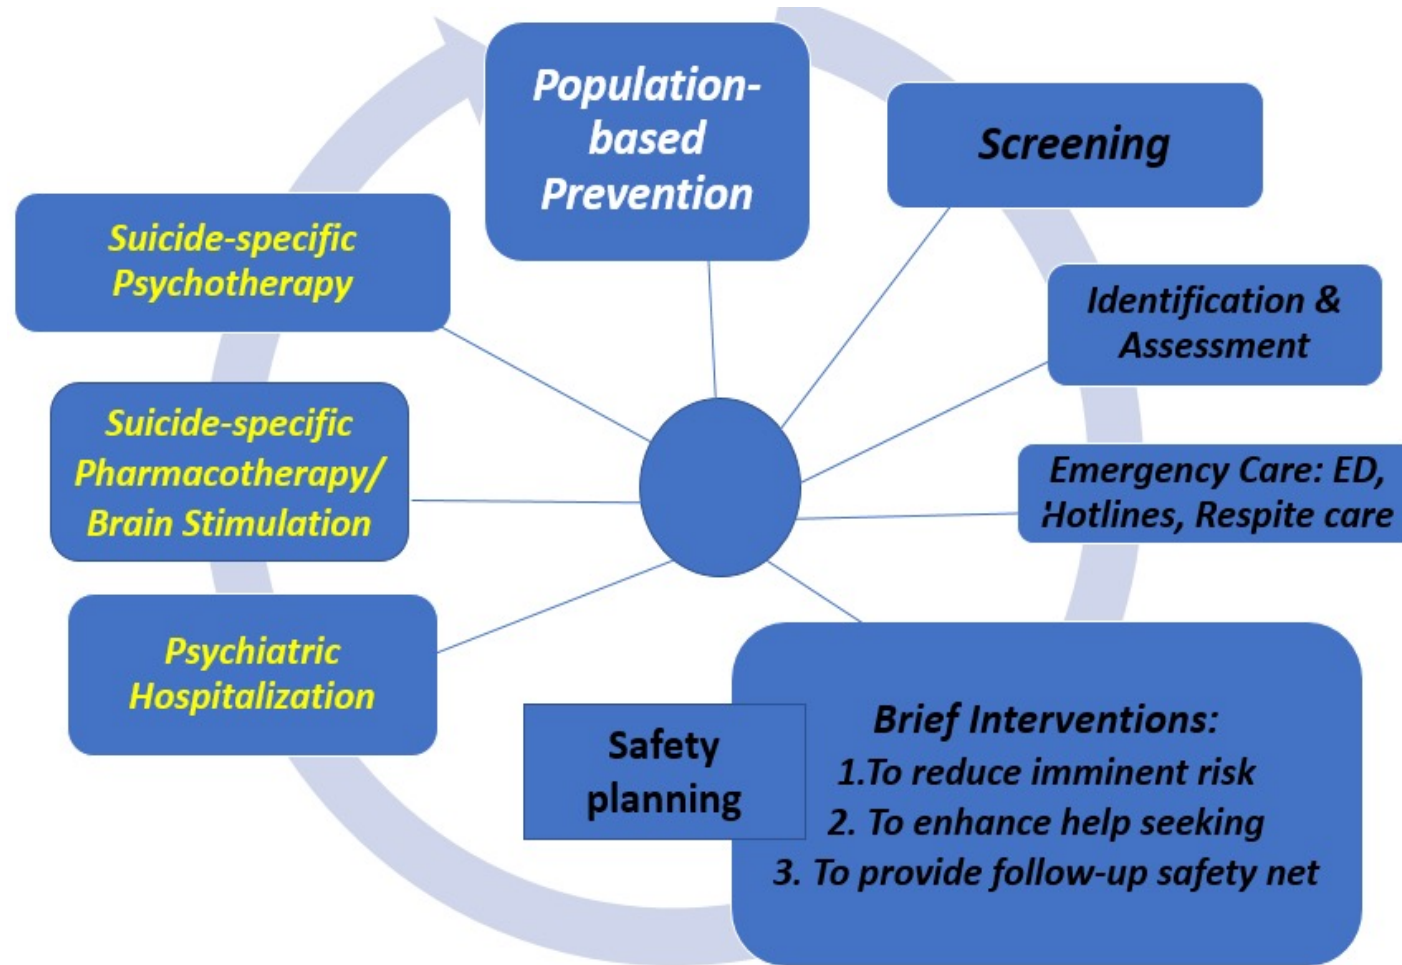 Population-
based
Prevention
Screening
Identification &
Assessment
Emergency Care: ED,
Hotlines, Respite care
Brief Interventions:
1.To reduce imminent risk
2. To enhance help seeking
3. To provide follow-up safety net
Safety
planning
Psychiatric
Hospitalization
Suicide-specific
Pharmacotherapy/
Brain Stimulation
Suicide-specific
Psychotherapy